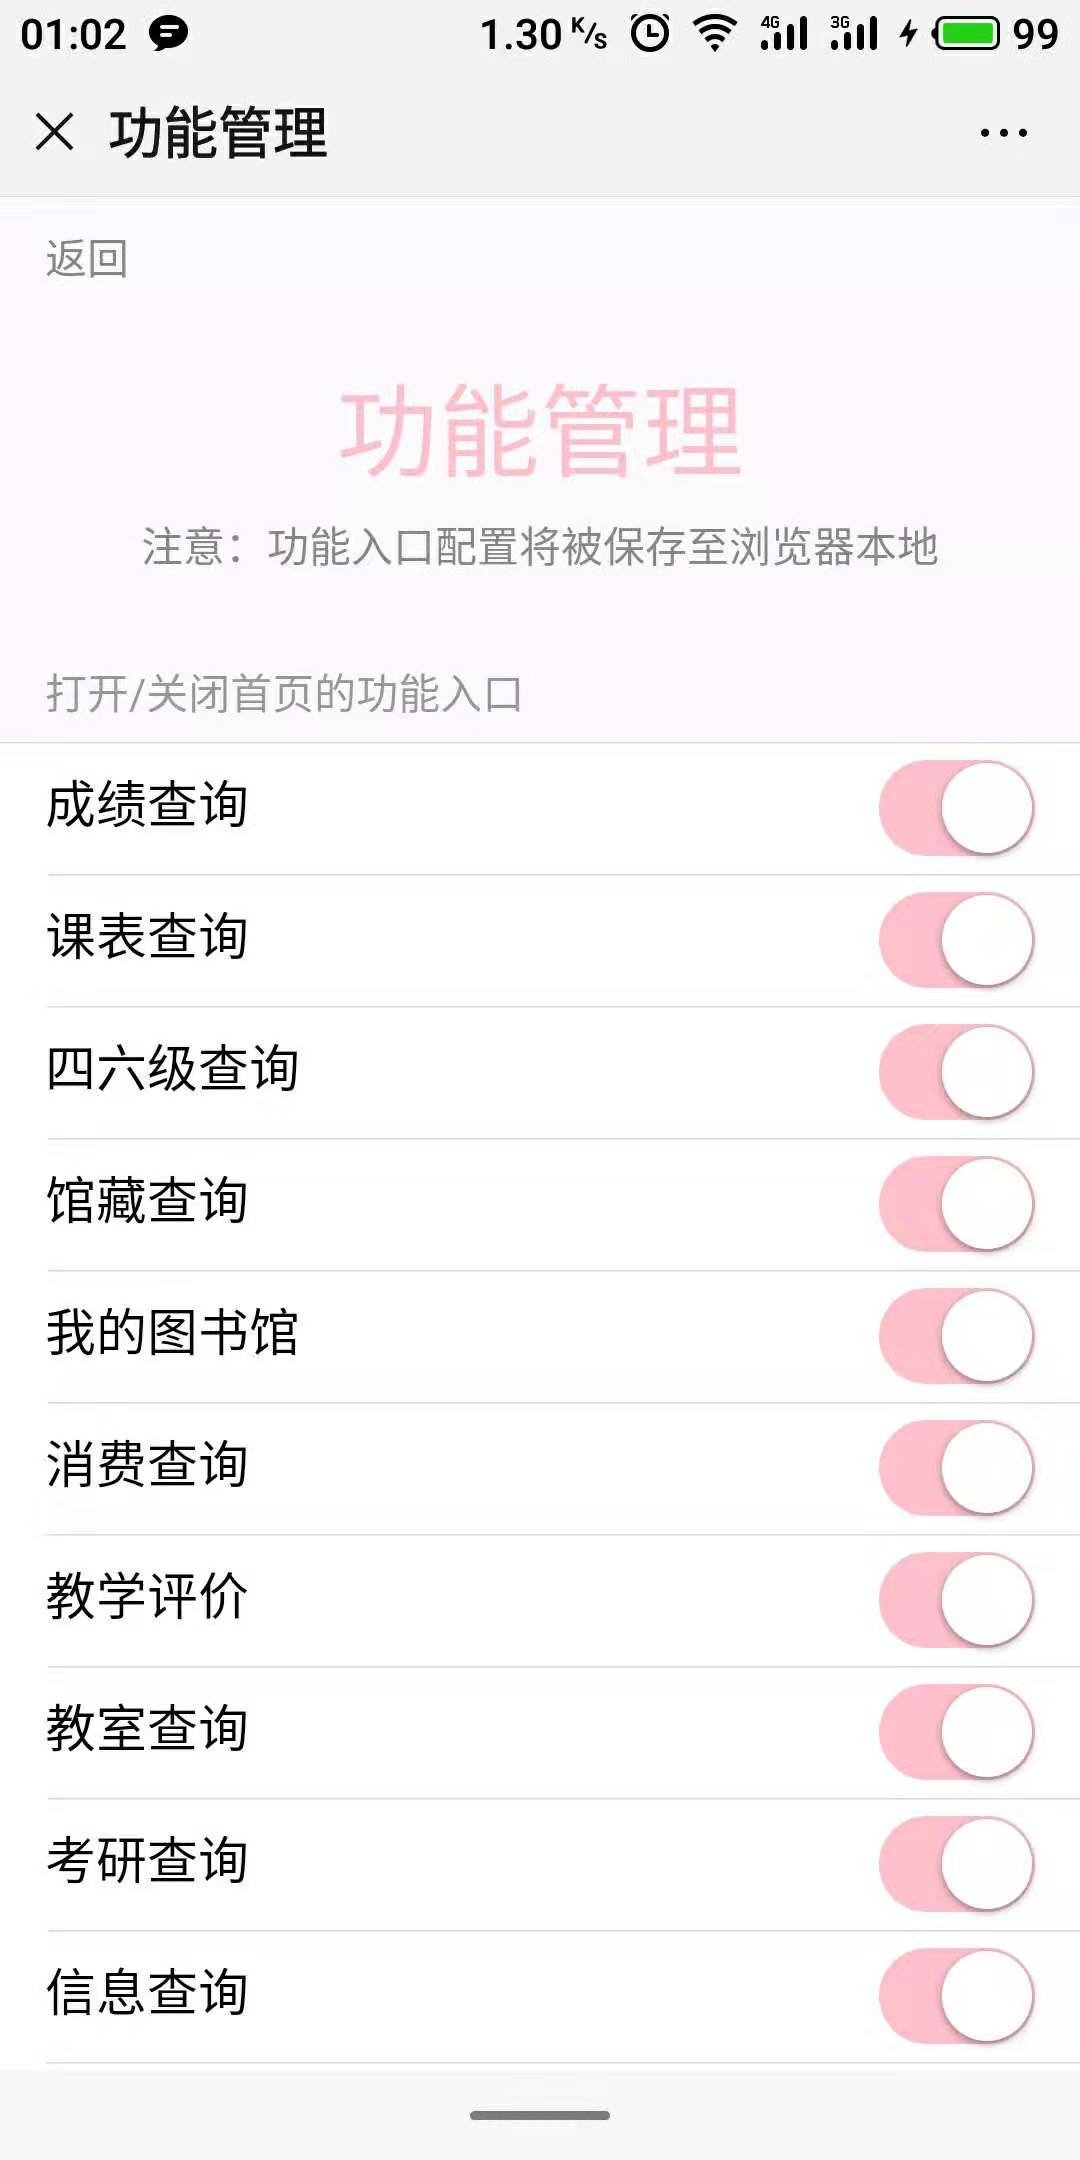 01:02 1.30 K/s 4G 3G 99
功能管理
返回
功能管理
注意：功能入口配置将被保存至浏览器本地
打开/关闭首页的功能入口
成绩查询
课表查询
四六级查询
馆藏查询
我的图书馆
消费查询
教学评价
教室查询
考研查询
信息查询